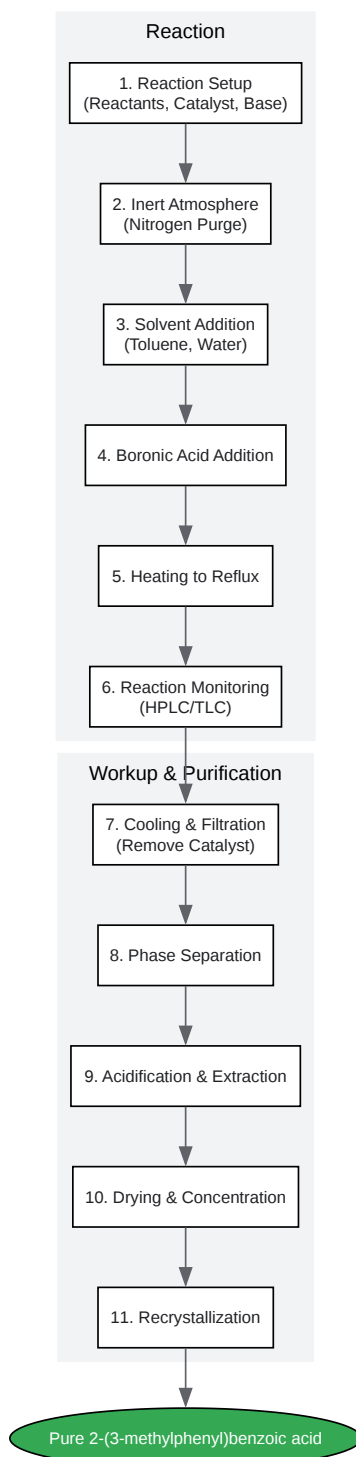 Reaction
1. Reaction Setup
(Reactants, Catalyst, Base)
2. Inert Atmosphere
(Nitrogen Purge)
3. Solvent Addition
(Toluene, Water)
4. Boronic Acid Addition
5. Heating to Reflux
6. Reaction Monitoring
(HPLC/TLC)
Workup & Purification
7. Cooling & Filtration
(Remove Catalyst)
8. Phase Separation
9. Acidification & Extraction
10. Drying & Concentration
11. Recrystallization
Pure 2-(3-methylphenyl)benzoic acid